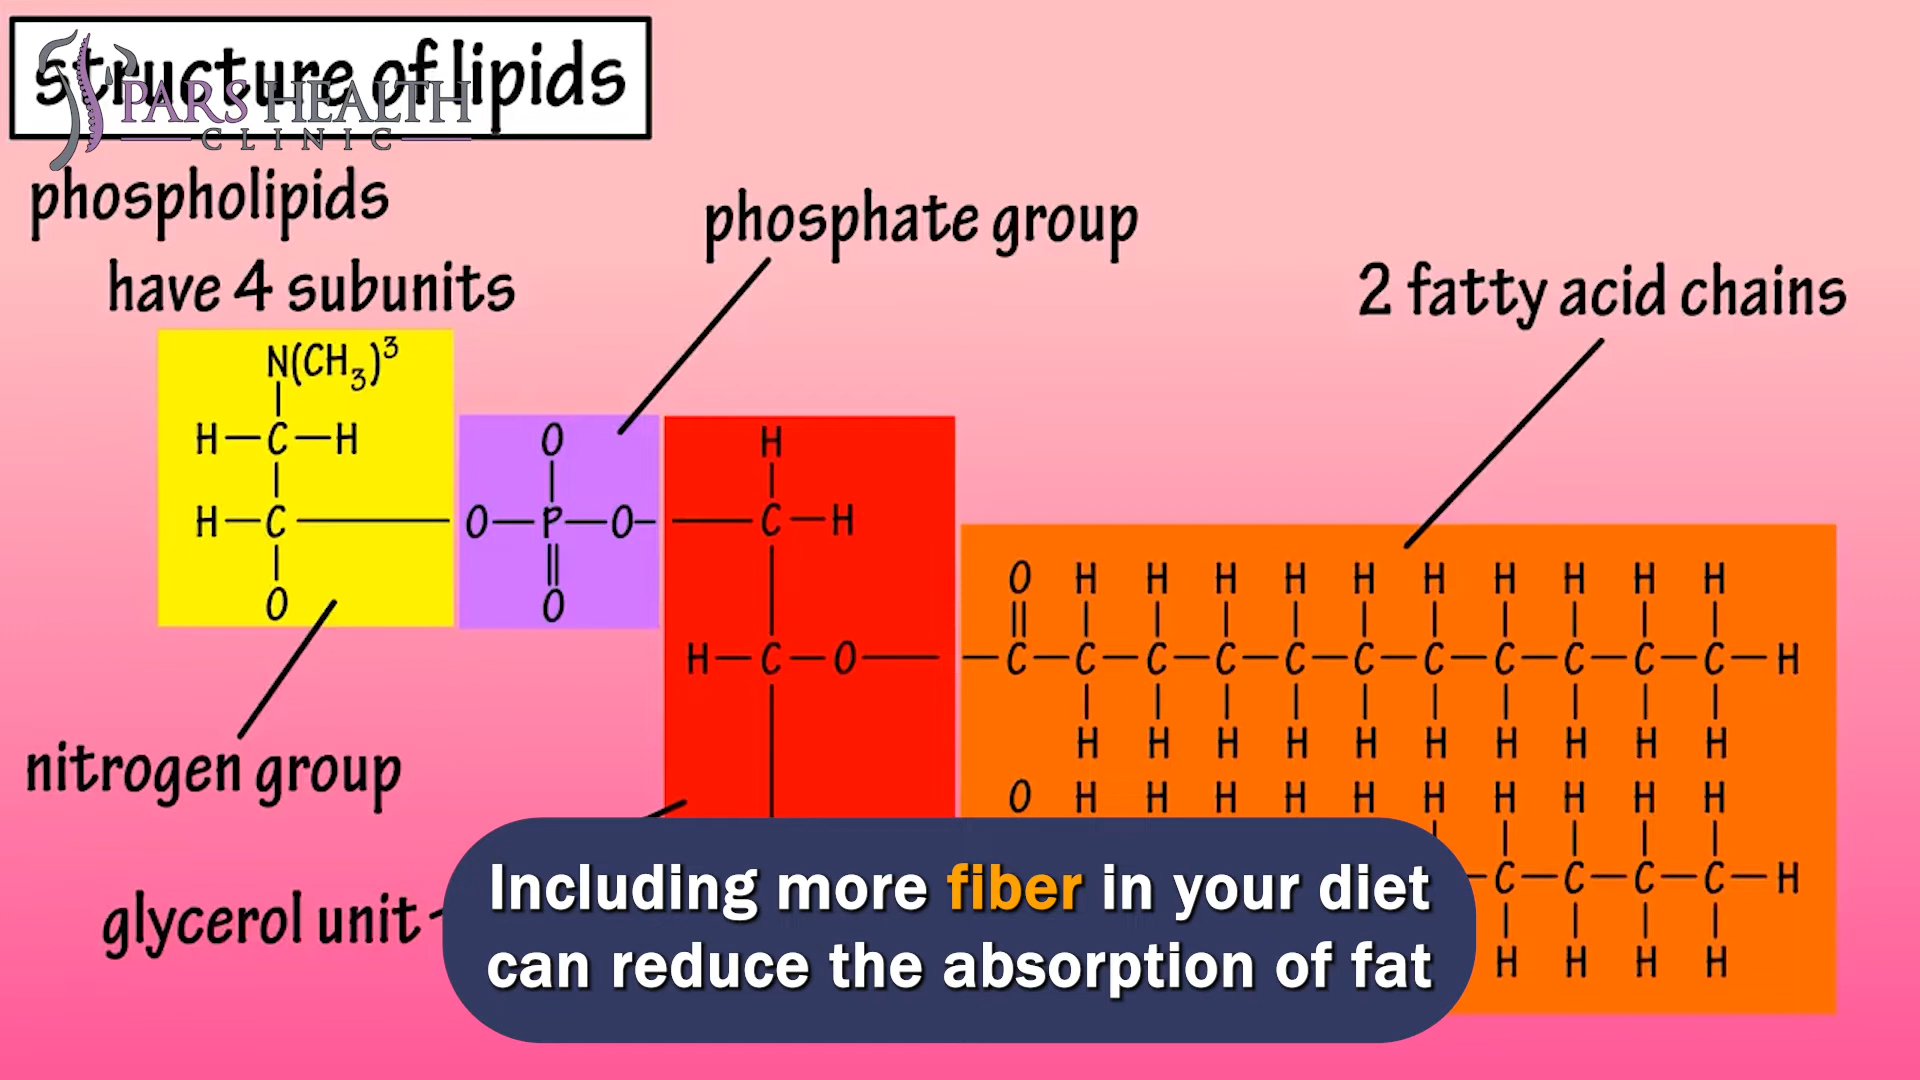 structure of lipids
SPARS HEALTH
CLINIC
phospholipids
have 4 subunits
phosphate group
2 fatty acid chains
N(CH3)3
H—C—H
H—C
O
O
O—P—O
O
H
C—H
H—C—O
O H H H H H H H H H H
C—C—C—C—C—C—C—C—C—C—C—H
H H H H H H H H H H
O H H H H H H H H H H
C—C—C—C—H
H H H H
nitrogen group
glycerol unit
Including more fiber in your diet
can reduce the absorption of fat